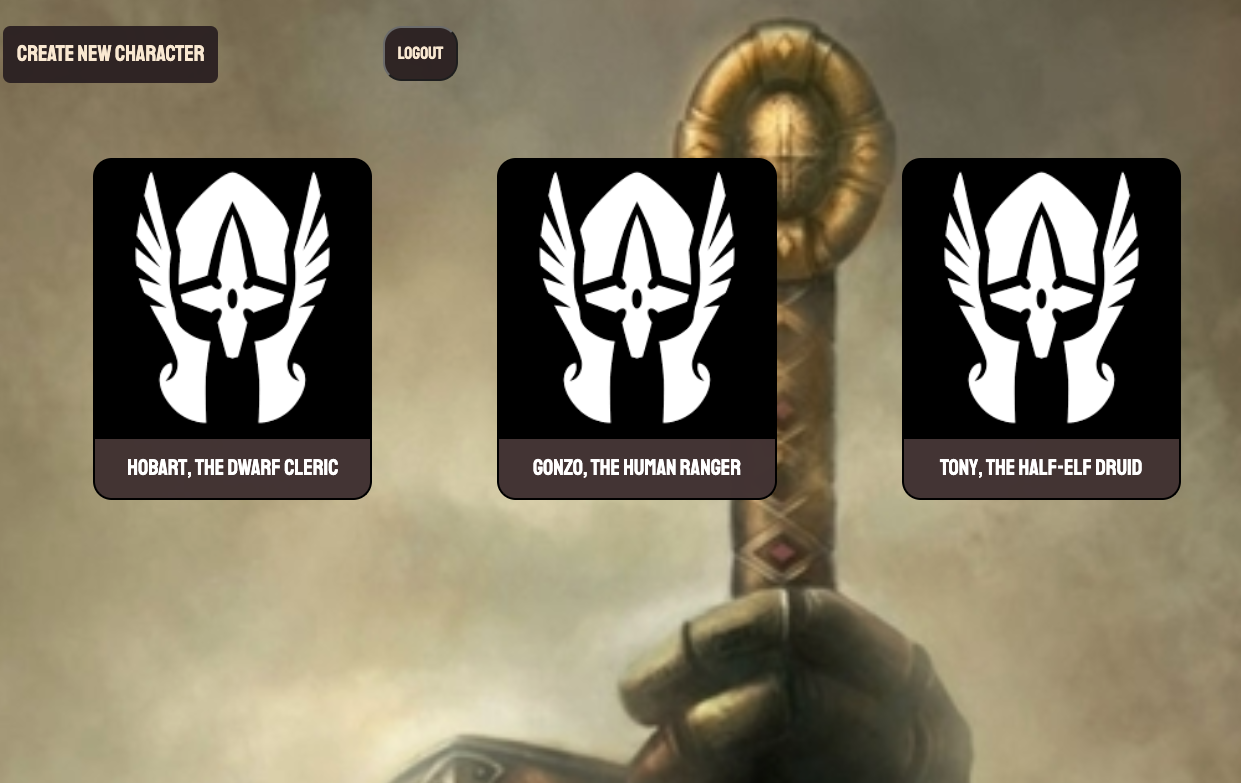 CREATE NEW CHARACTER
LOGOUT
HOBART, THE DWARF CLERIC
GONZO, THE HUMAN RANGER
TONY, THE HALF-ELF DRUID